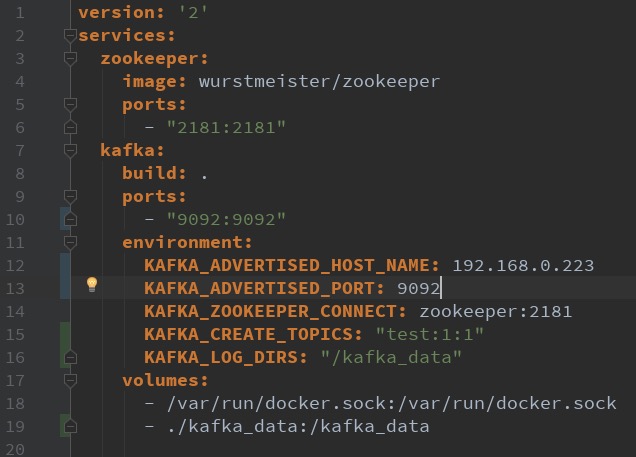 1 version: '2'
2 services:
3   zookeeper:
4     image: wurstmeister/zookeeper
5     ports:
6       - "2181:2181"
7   kafka:
8     build: .
9     ports:
10       - "9092:9092"
11     environment:
12       KAFKA_ADVERTISED_HOST_NAME: 192.168.0.223
13       KAFKA_ADVERTISED_PORT: 9092
14       KAFKA_ZOOKEEPER_CONNECT: zookeeper:2181
15       KAFKA_CREATE_TOPICS: "test:1:1"
16       KAFKA_LOG_DIRS: "/kafka_data"
17     volumes:
18       - /var/run/docker.sock:/var/run/docker.sock
19       - ./kafka_data:/kafka_data
20